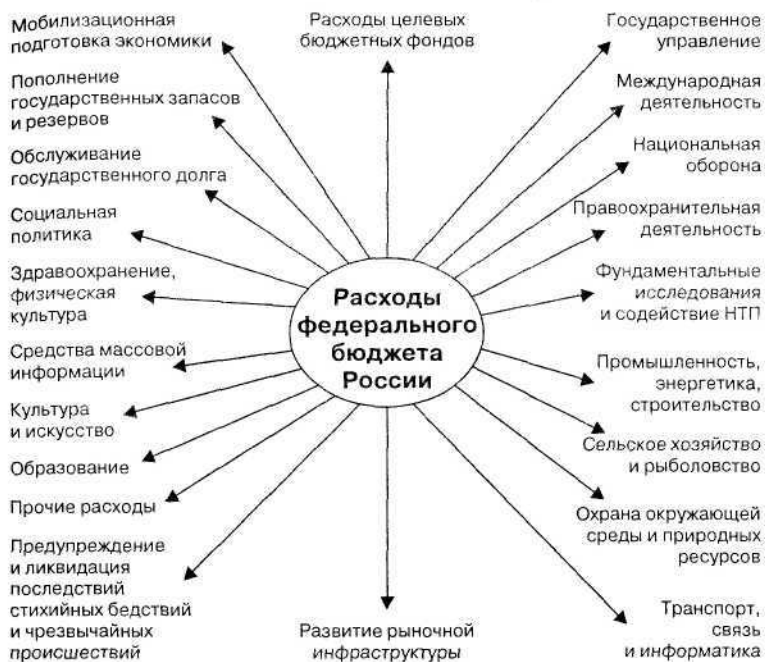 Мобилизационная
подготовка экономики
Пополнение
государственных запасов
и резервов
Обслуживание
государственного долга
Социальная
политика
Здравоохранение,
физическая
культура
Средства массовой
информации
Культура
и искусство
Образование
Прочие расходы
Предупреждение
и ликвидация
последствий
стихийных бедствий
и чрезвычайных
происшествий
Расходы целевых
бюджетных фондов
Расходы
федерального
бюджета
России
Развитие рыночной
инфраструктуры
Государственное
управление
Международная
деятельность
Национальная
оборона
Правоохранительная
деятельность
Фундаментальные
исследования
и содействие НТП
Промышленность,
энергетика,
строительство
Сельское хозяйство
и рыболовство
Охрана окружающей
среды и природных
ресурсов
Транспорт,
связь
и информатика